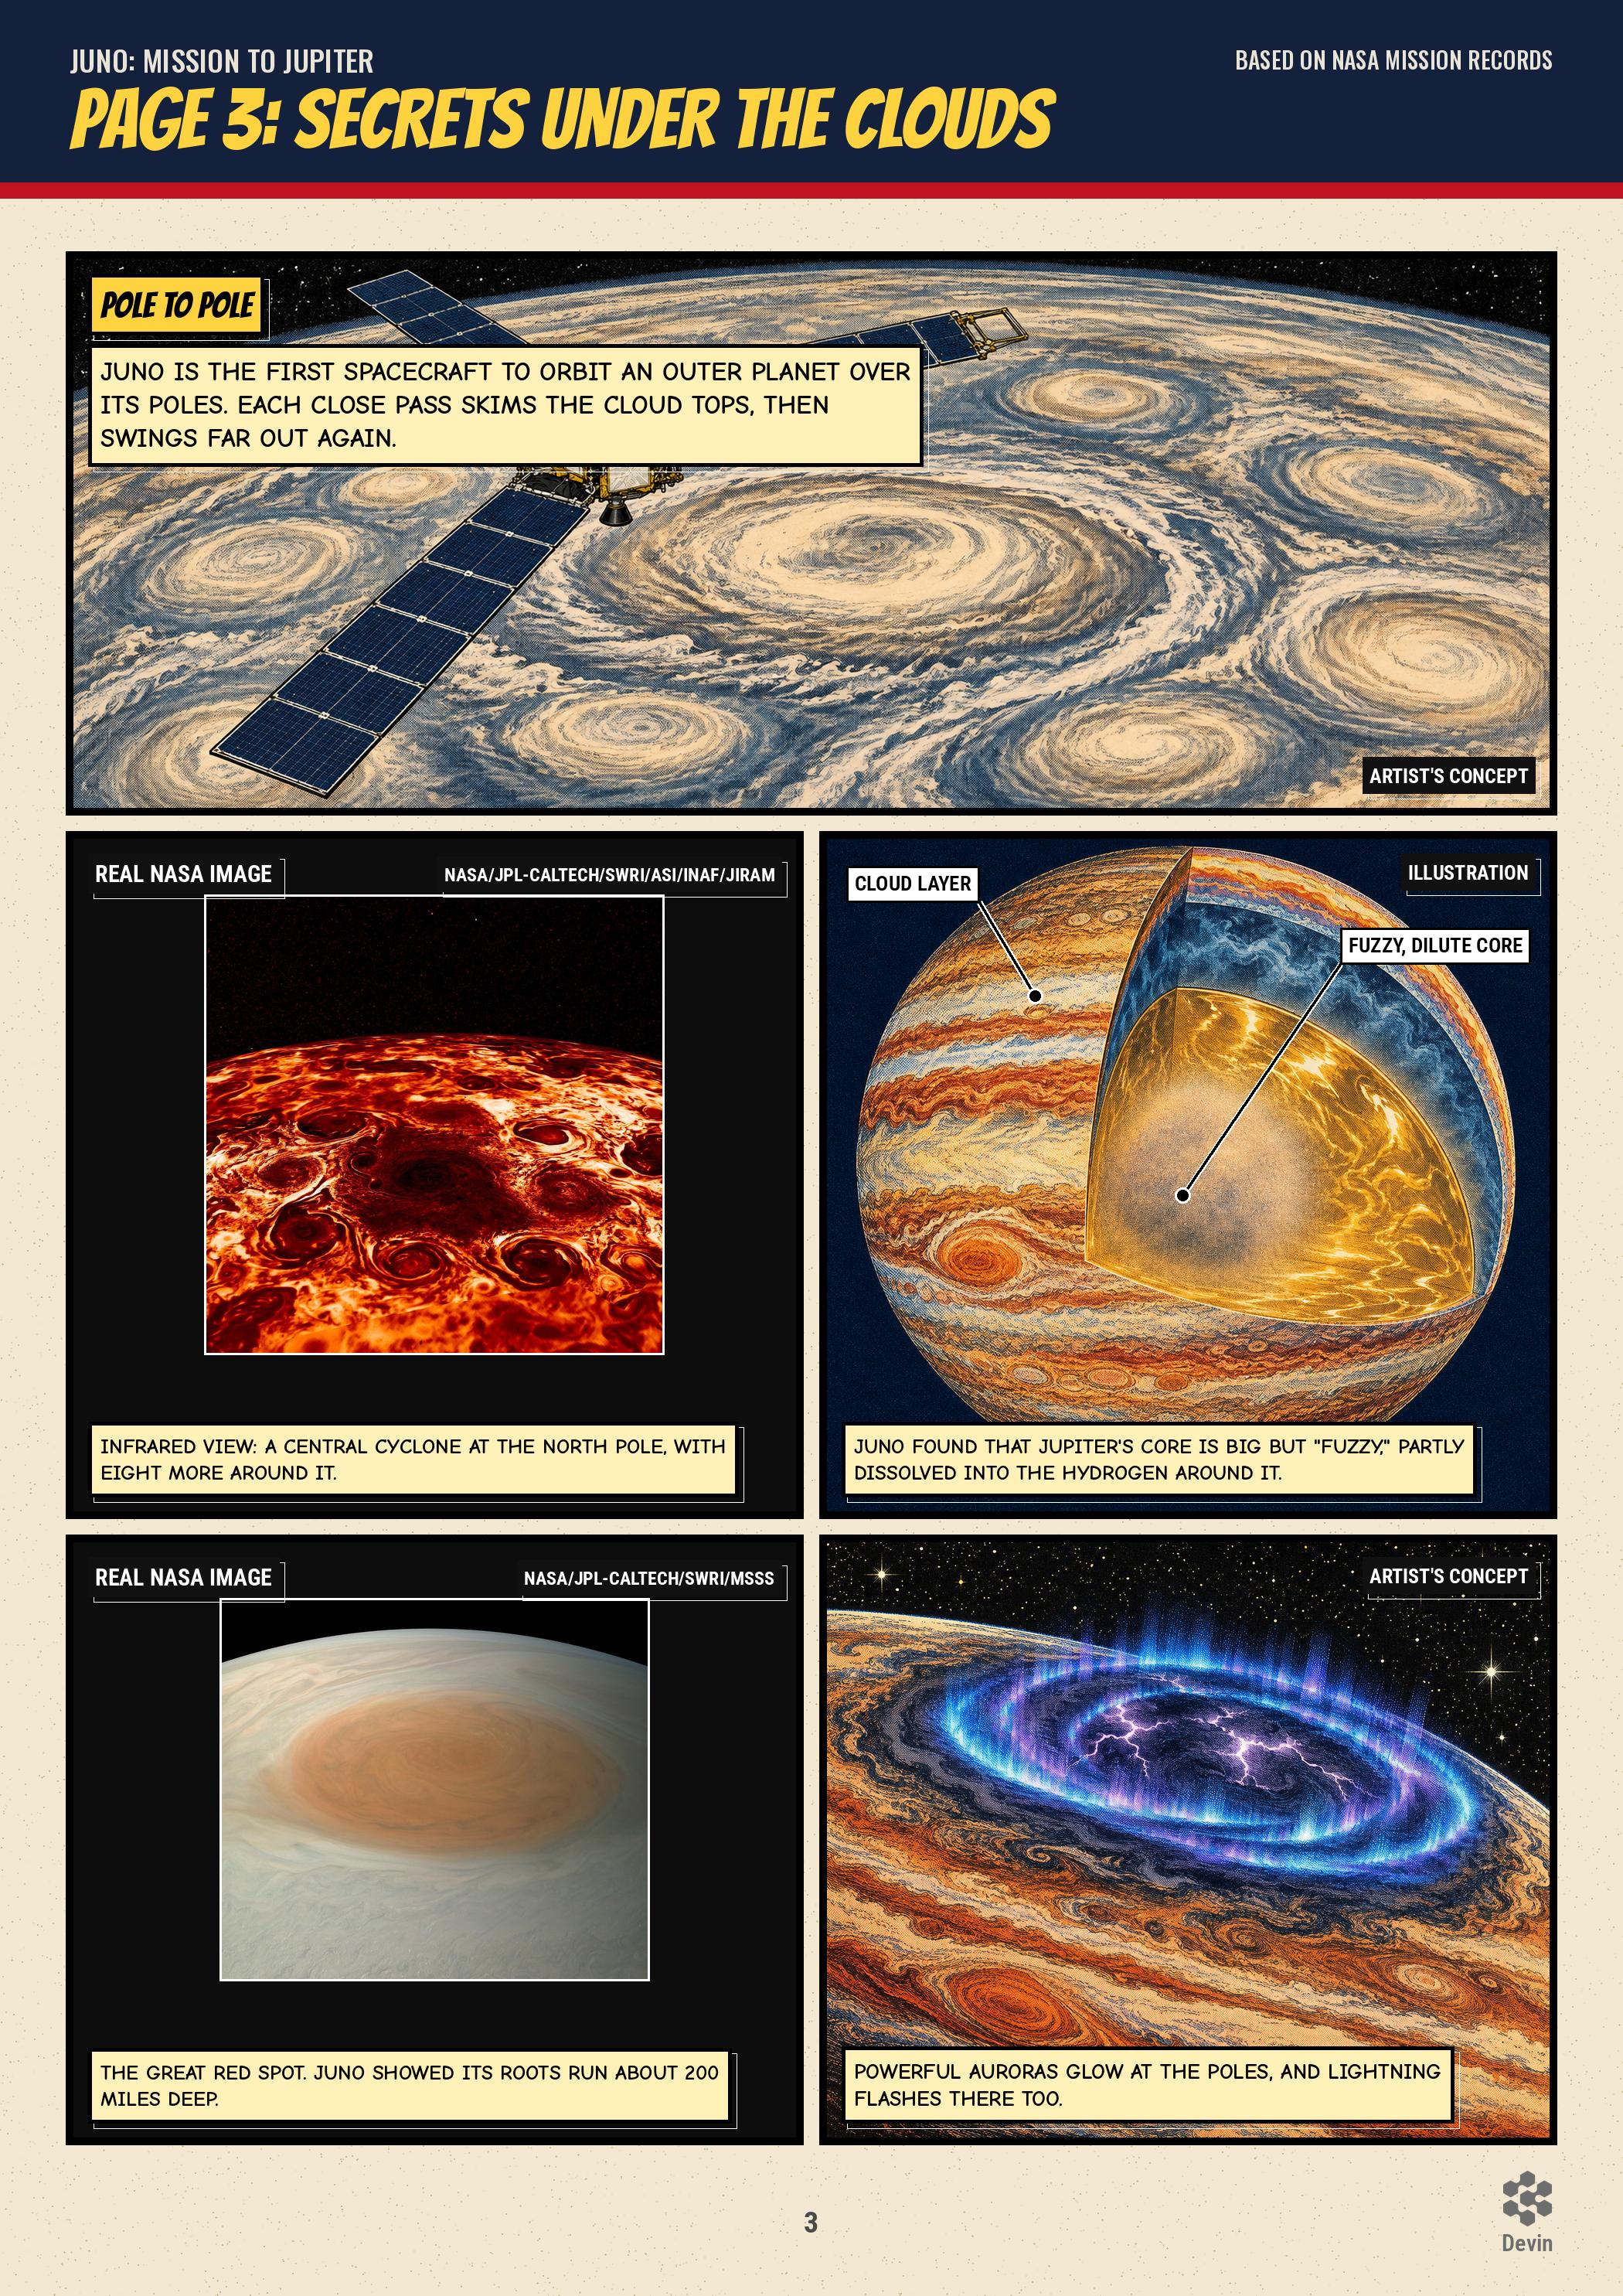 JUNO: MISSION TO JUPITER
BASED ON NASA MISSION RECORDS
PAGE 3: SECRETS UNDER THE CLOUDS
POLE TO POLE
JUNO IS THE FIRST SPACECRAFT TO ORBIT AN OUTER PLANET OVER
ITS POLES. EACH CLOSE PASS SKIMS THE CLOUD TOPS, THEN
SWINGS FAR OUT AGAIN.
ARTIST'S CONCEPT
REAL NASA IMAGE
NASA/JPL-CALTECH/SWRI/ASI/INAF/JIRAM
INFRARED VIEW: A CENTRAL CYCLONE AT THE NORTH POLE, WITH
EIGHT MORE AROUND IT.
CLOUD LAYER
ILLUSTRATION
FUZZY, DILUTE CORE
JUNO FOUND THAT JUPITER'S CORE IS BIG BUT "FUZZY," PARTLY
DISSOLVED INTO THE HYDROGEN AROUND IT.
REAL NASA IMAGE
NASA/JPL-CALTECH/SWRI/MSSS
THE GREAT RED SPOT. JUNO SHOWED ITS ROOTS RUN ABOUT 200
MILES DEEP.
ARTIST'S CONCEPT
POWERFUL AURORAS GLOW AT THE POLES, AND LIGHTNING
FLASHES THERE TOO.
3
Devin